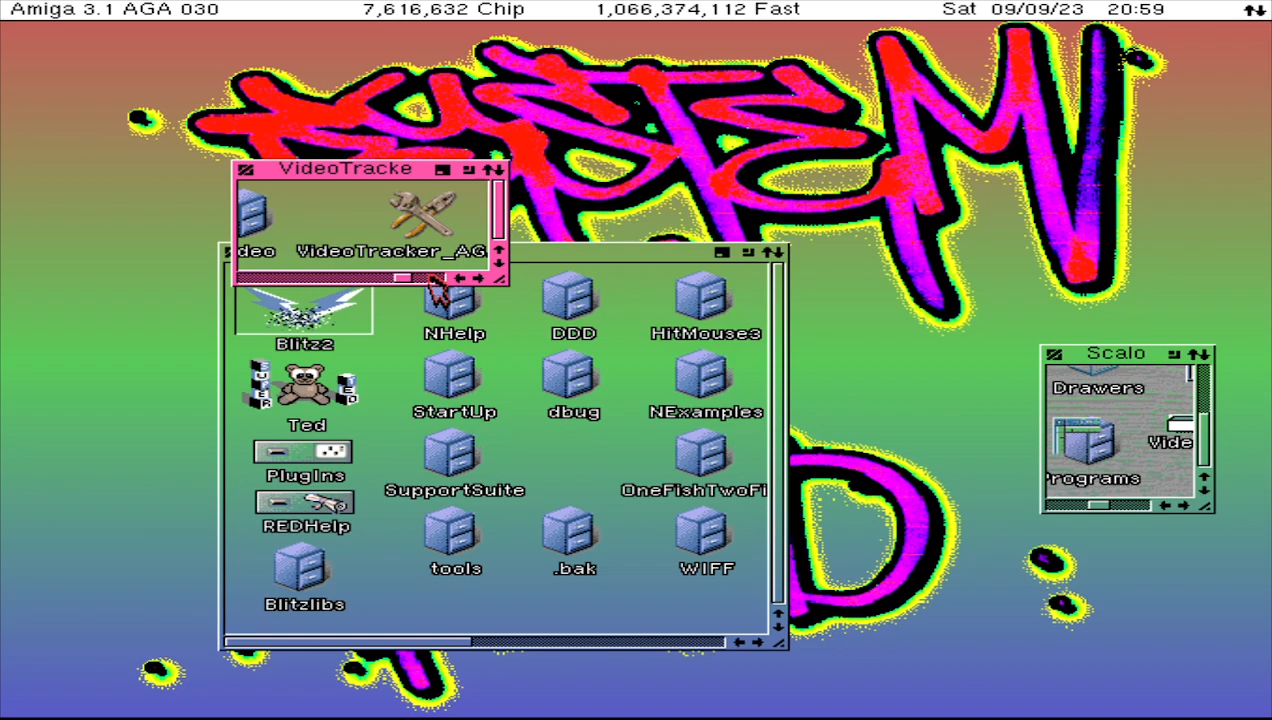 Amiga 3.1 AGA 030 7,616,632 Chip 1,066,374,112 Fast Sat 09/09/23 20:59
SYSTEM
VideoTracke
deo VideoTracker_AG
NHelp DDD HitMouse3
Blitz2
Scalo
Drawers
StartUp dbug NExamples
Ted
Vide
Programs
PlugIns
SupportSuite OneFishTwoFi
REDHelp
tools .bak WIFF
Blitzlibs
D